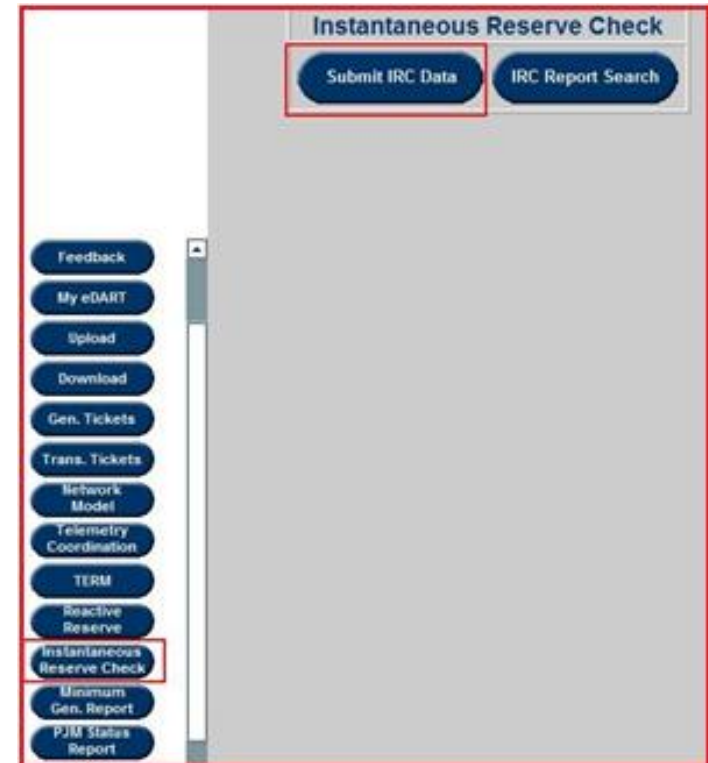 Instantaneous Reserve Check
Submit IRC Data
IRC Report Search
Feedback
My eDART
Upload
Download
Gen. Tickets
Trans. Tickets
Network
Model
Telemetry
Coordination
TERM
Reactive
Reserve
Instantaneous
Reserve Check
Minimum
Gen. Report
PJM Status
Report